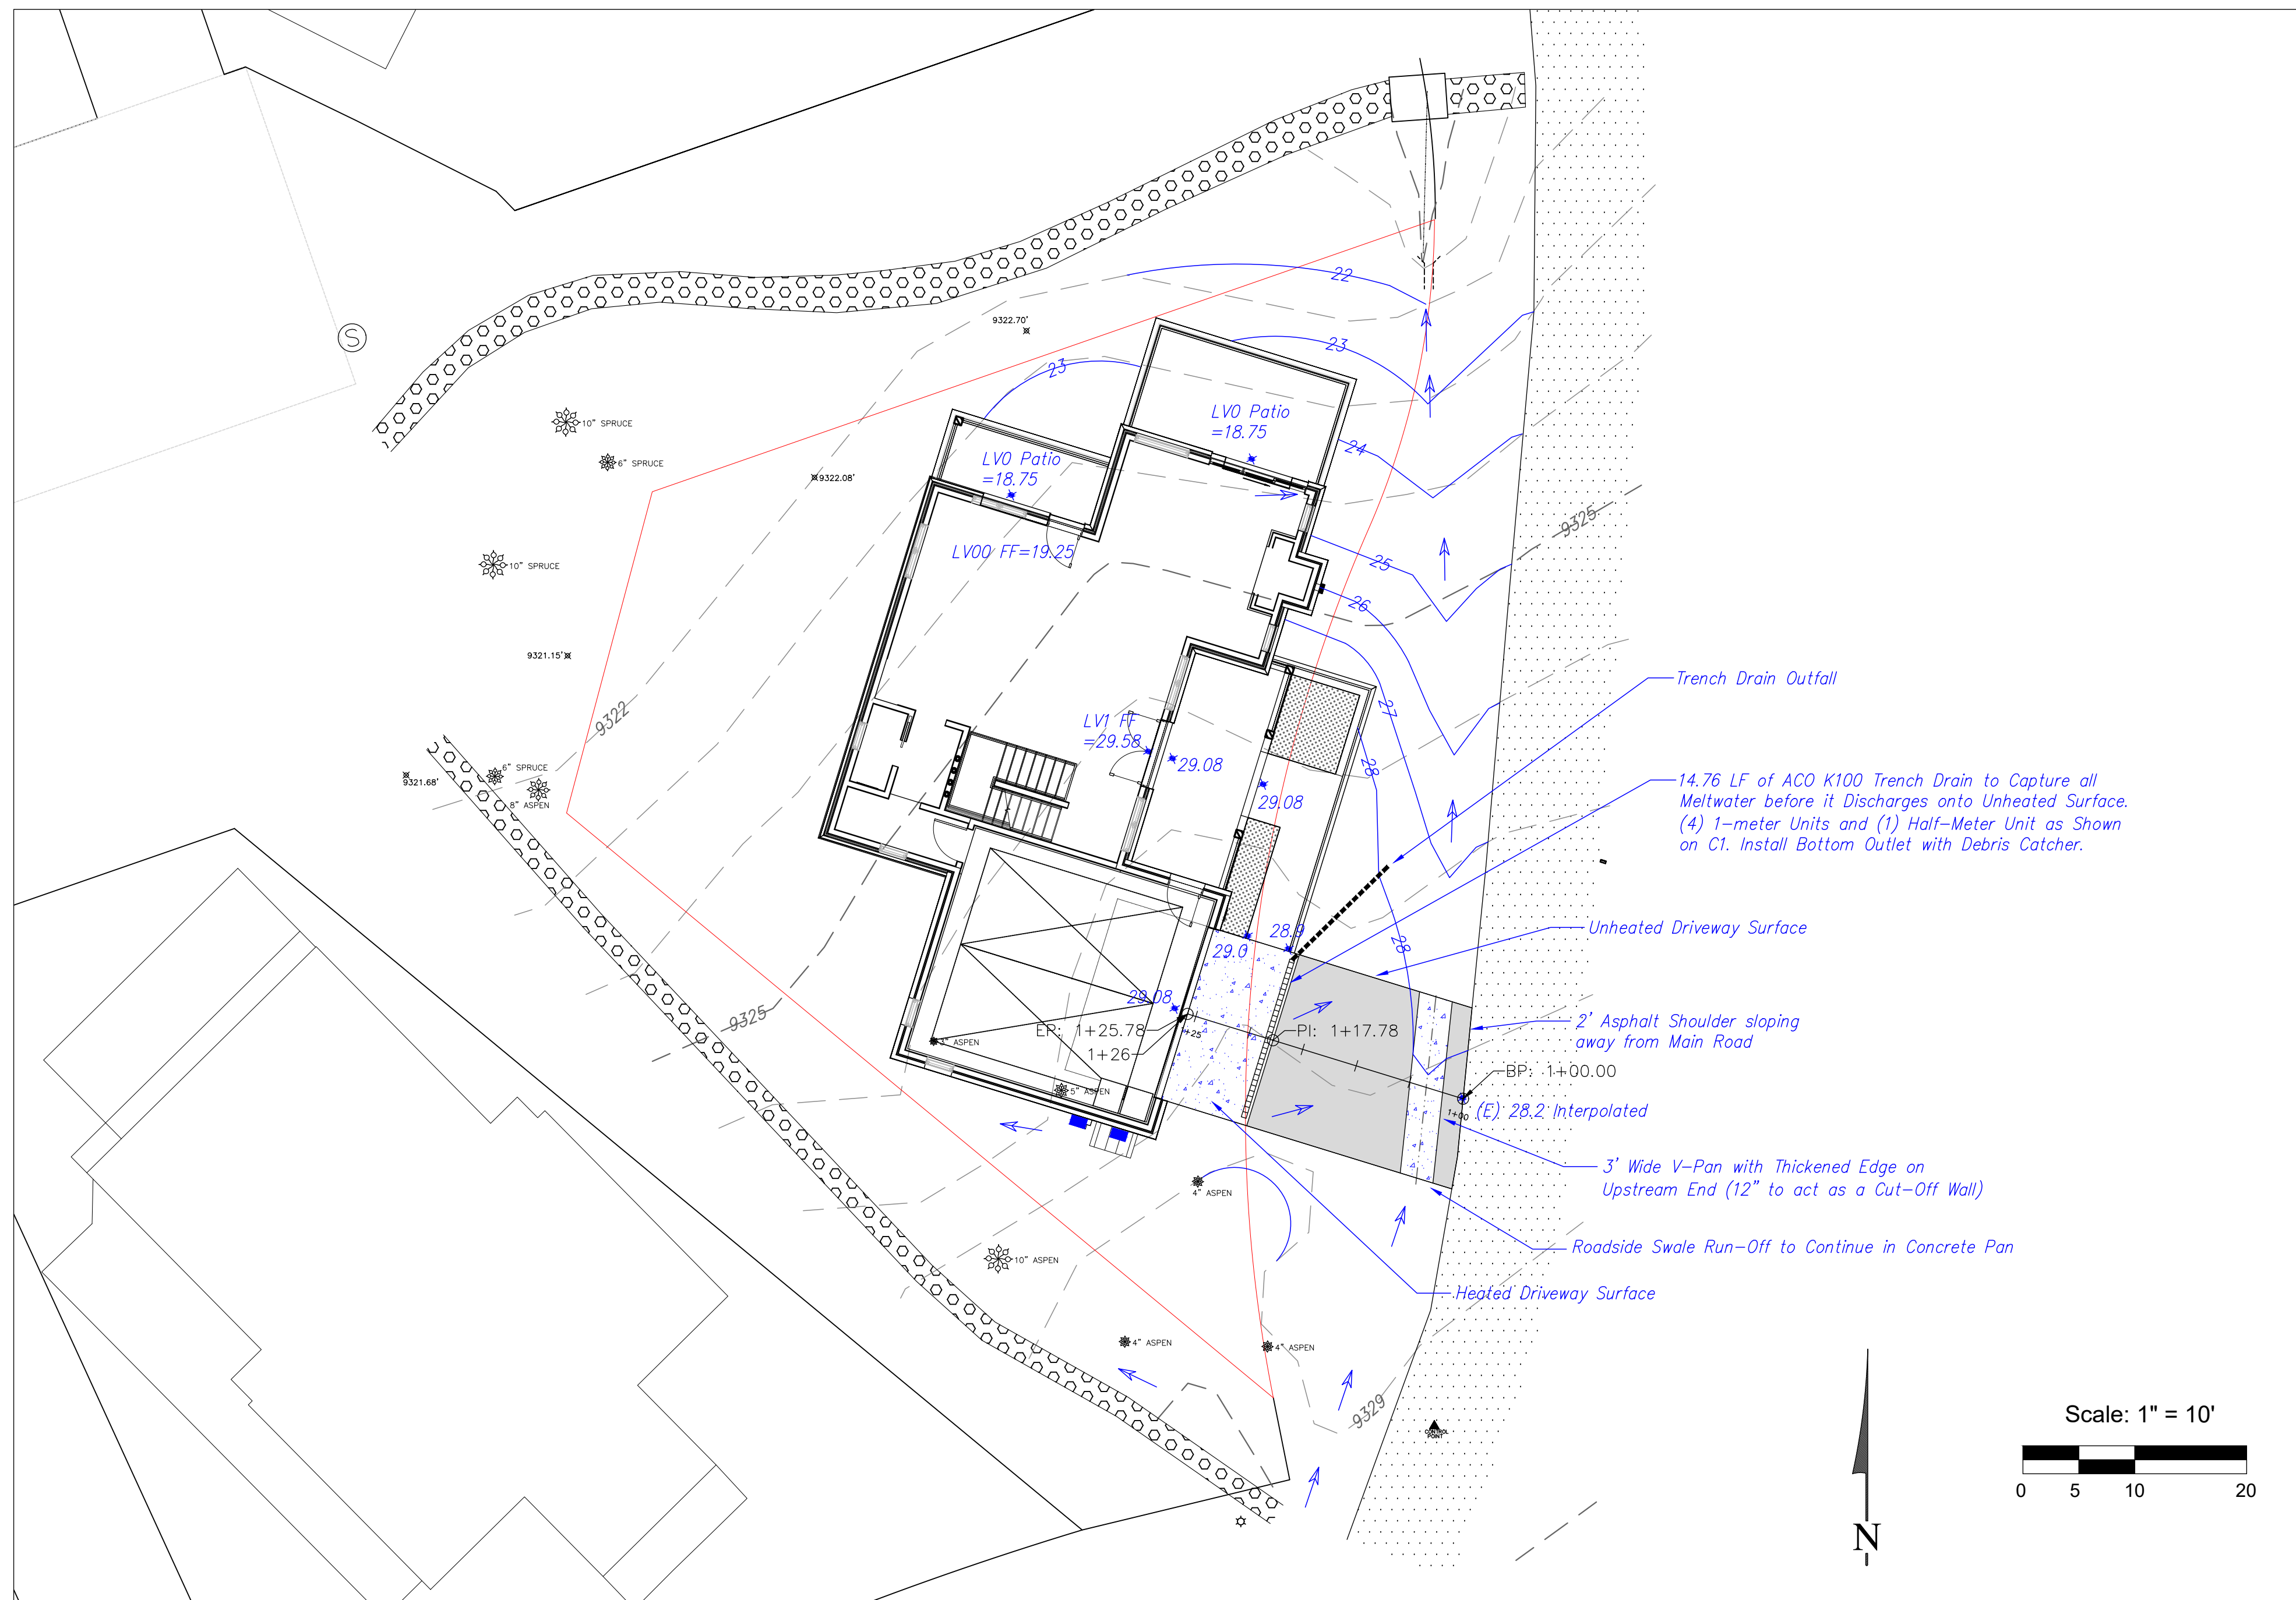 22
9322.70'
23
23
S
LV0 Patio
=18.75
LV0 Patio
=18.75
10" SPRUCE
6" SPRUCE
24
9322.08'
9325
LV00 FF=19.25
25
10" SPRUCE
26
9321.15'
Trench Drain Outfall
9322
27
LV1 FF
=29.58
29.08
28
29.08
6" SPRUCE
9321.68'
8" ASPEN
14.76 LF of ACO K100 Trench Drain to Capture all
Meltwater before it Discharges onto Unheated Surface.
(4) 1-meter Units and (1) Half-Meter Unit as Shown
on C1. Install Bottom Outlet with Debris Catcher.
Unheated Driveway Surface
28.9
29.0
28
29.08
9325
EP: 1+25.78
1+26
1+25
PI: 1+17.78
3" ASPEN
2' Asphalt Shoulder sloping
away from Main Road
BP: 1+00.00
1+00
(E) 28.2 Interpolated
5" ASPEN
3' Wide V-Pan with Thickened Edge on
Upstream End (12" to act as a Cut-Off Wall)
4" ASPEN
Roadside Swale Run-Off to Continue in Concrete Pan
10" ASPEN
Heated Driveway Surface
4" ASPEN
4" ASPEN
9329
CONTROL
POINT
Scale: 1" = 10'
0 5 10 20
N